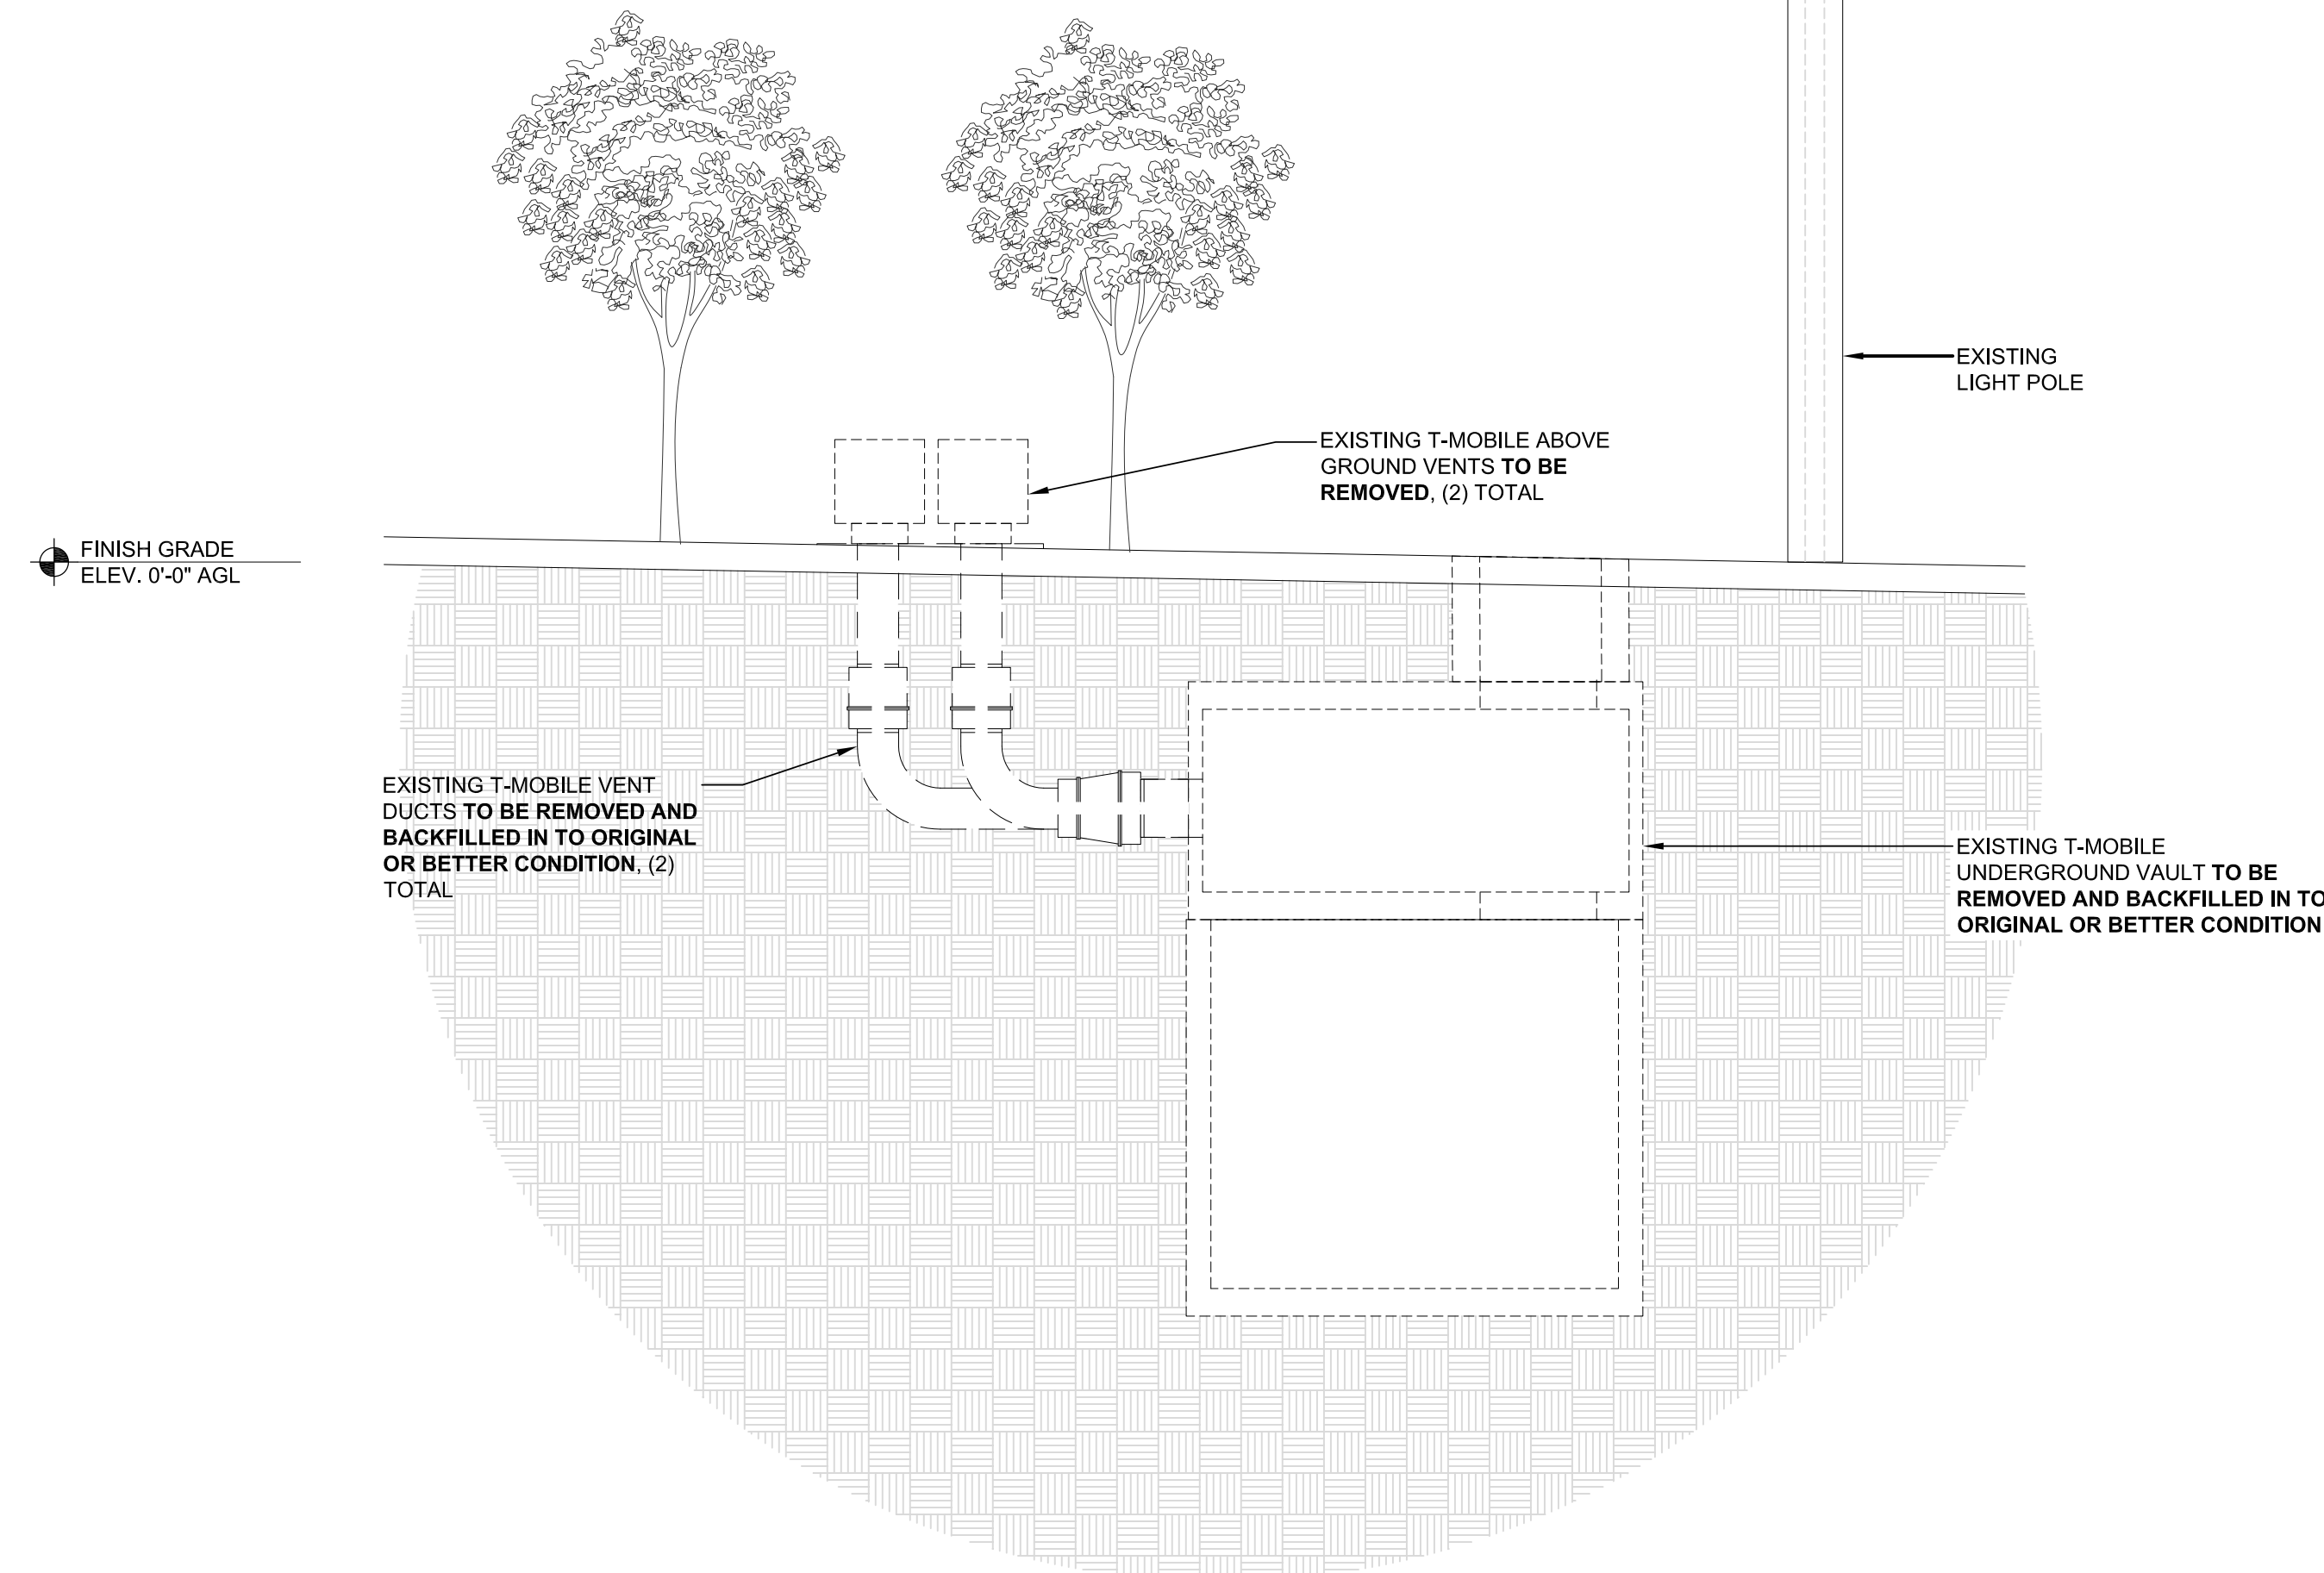 EXISTING
LIGHT POLE
EXISTING T-MOBILE ABOVE
GROUND VENTS TO BE
REMOVED, (2) TOTAL
FINISH GRADE
ELEV. 0'-0" AGL
EXISTING T-MOBILE VENT
DUCTS TO BE REMOVED AND
BACKFILLED IN TO ORIGINAL
OR BETTER CONDITION, (2)
TOTAL
EXISTING T-MOBILE
UNDERGROUND VAULT TO BE
REMOVED AND BACKFILLED IN TO
ORIGINAL OR BETTER CONDITION